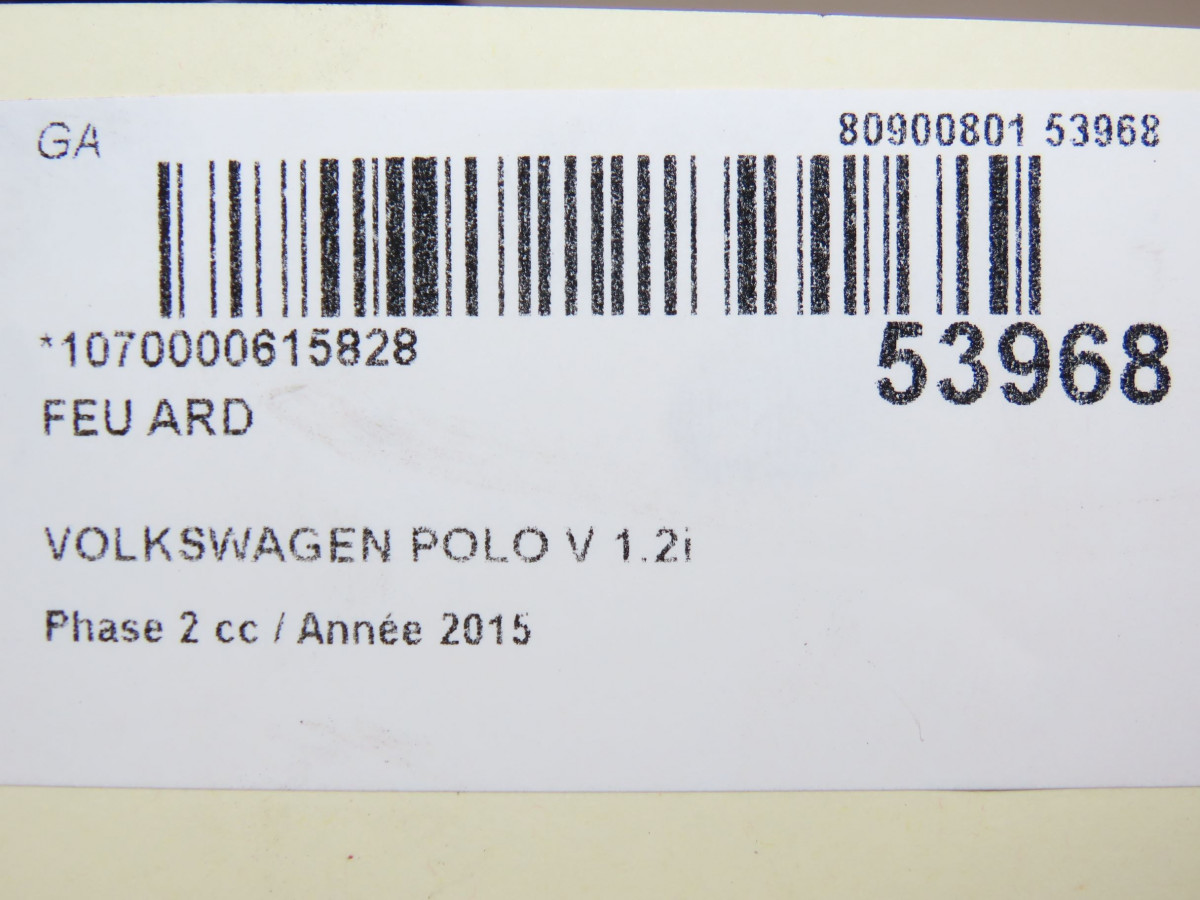 GA
80900801 53968
*1070000615828
53968
FEU ARD
VOLKSWAGEN POLO V 1.2i
Phase 2 cc / Année 2015